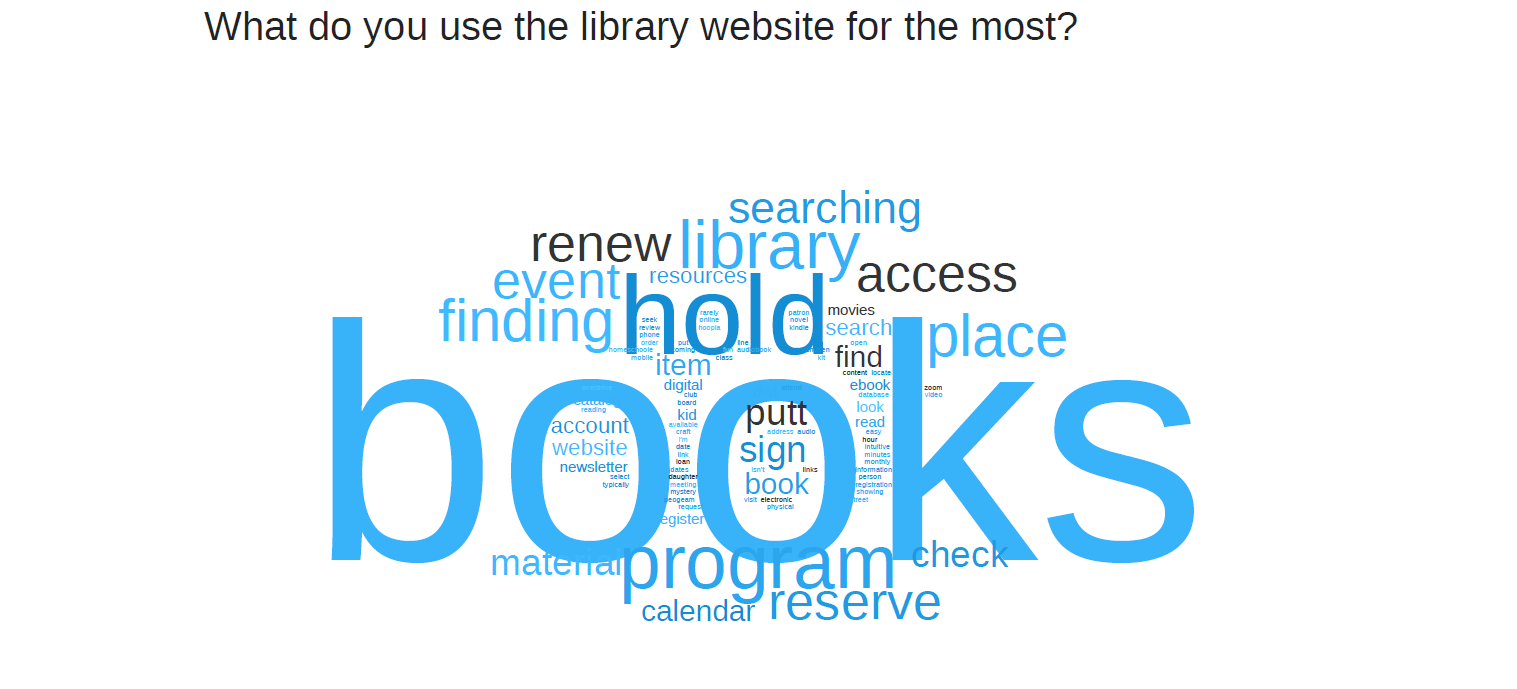 What do you use the library website for the most?
searching
renew library
event resources access
finding hold movies
rarely patron
seek online novel search place
review hoopla kindle
phone
order line open
mobile item class kit find
content locate
digital ebook zoom
club database video
reading board putt look
account kid read
available address audio easy
craft hour
website I'm sign intuitive
date minutes
link monthly
newsletter loan isn't links information
select dates book person
typically daughter registration
meeting showing
mystery visit electronic
physical
books
material program check
calendar reserve